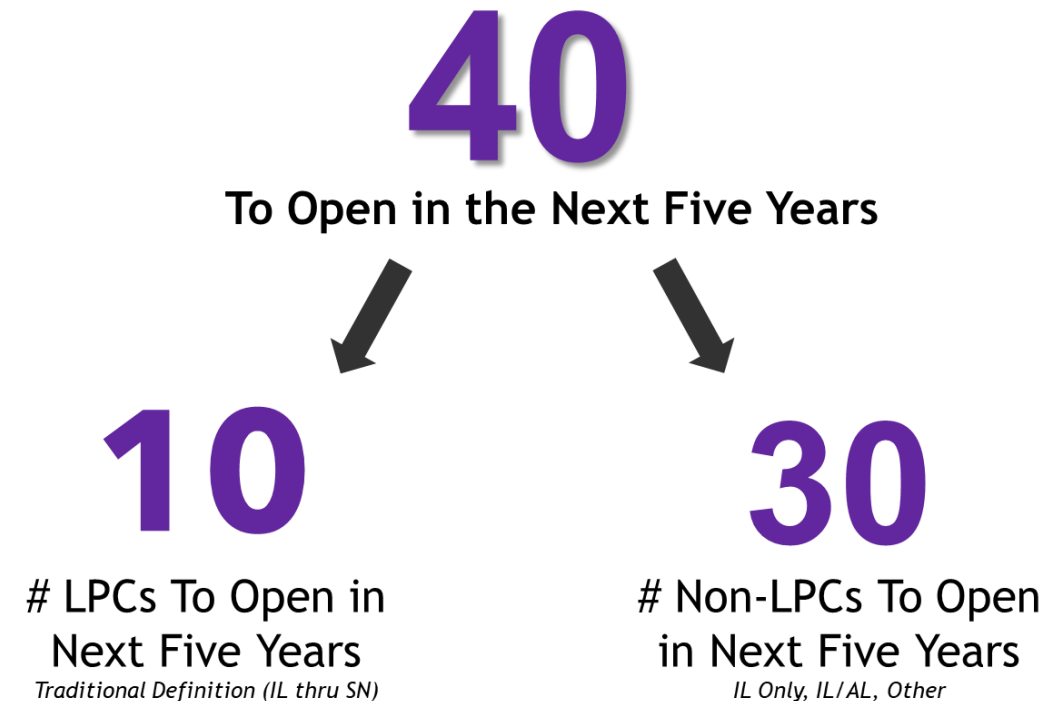 40
To Open in the Next Five Years
10
# LPCs To Open in
Next Five Years
Traditional Definition (IL thru SN)
30
# Non-LPCs To Open
in Next Five Years
IL Only, IL/AL, Other